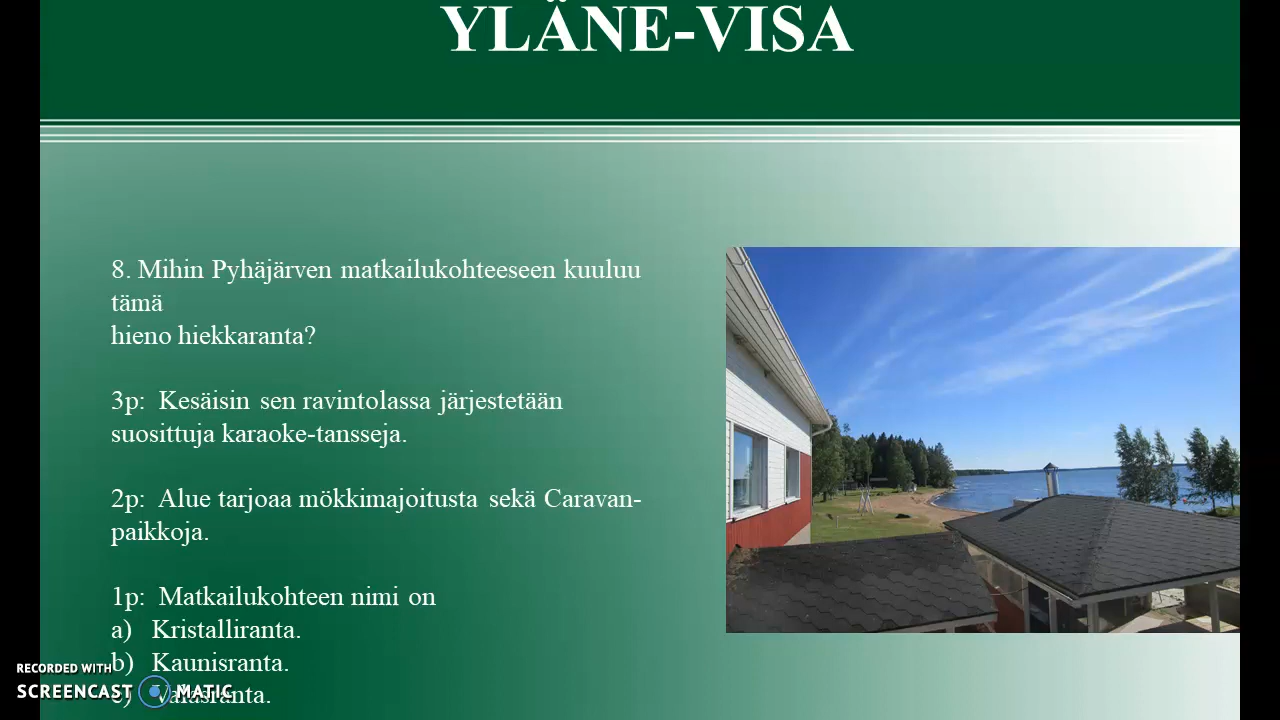 YLÄNE-VISA
8. Mihin Pyhäjärven matkailukohteeseen kuuluu
tämä
hieno hiekkaranta?
3p: Kesäisin sen ravintolassa järjestetään
suosittuja karaoke-tansseja.
2p: Alue tarjoaa mökkimajoitusta sekä Caravan-
paikkoja.
1p: Matkailukohteen nimi on
a) Kristalliranta.
b) Kaunisranta.
c)
RECORDED WITH
SCREENCAST MATIC